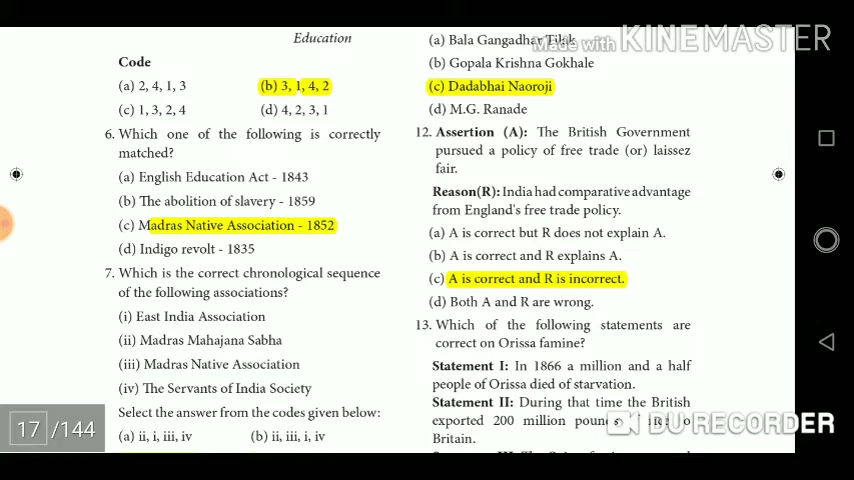 Education
Code
(a) 2, 4, 1, 3
(b) 3, 1, 4, 2
(c) 1, 3, 2, 4
(d) 4, 2, 3, 1
6. Which one of the following is correctly
matched?
(a) English Education Act - 1843
(b) The abolition of slavery - 1859
(c) Madras Native Association - 1852
(d) Indigo revolt - 1835
7. Which is the correct chronological sequence
of the following associations?
(i) East India Association
(ii) Madras Mahajana Sabha
(iii) Madras Native Association
(iv) The Servants of India Society
Select the answer from the codes given below:
(a) ii, i, iii, iv
(b) ii, iii, i, iv
17 /144
(a) Bala Gangadhar Tilak
(b) Gopala Krishna Gokhale
(c) Dadabhai Naoroji
(d) M.G. Ranade
12. Assertion (A): The British Government
pursued a policy of free trade (or) laissez
fair.
Reason(R): India had comparative advantage
from England's free trade policy.
(a) A is correct but R does not explain A.
(b) A is correct and R explains A.
(c) A is correct and R is incorrect.
(d) Both A and R are wrong.
13. Which of the following statements are
correct on Orissa famine?
Statement I: In 1866 a million and a half
people of Orissa died of starvation.
Statement II: During that time the British
exported 200 million pounds to
Britain.
Made with KINEMASTER
DU RECORDER